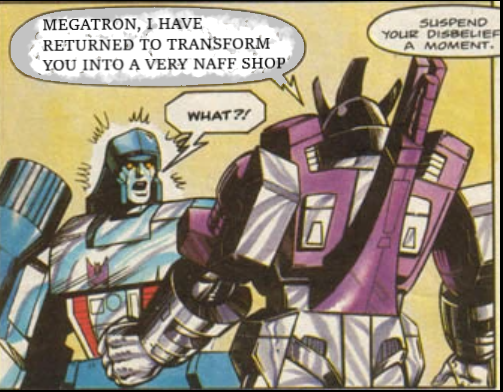 MEGATRON, I HAVE
RETURNED TO TRANSFORM
YOU INTO A VERY NAFF SHOP
WHAT?!
SUSPEND
YOUR DISBELIEF
A MOMENT.